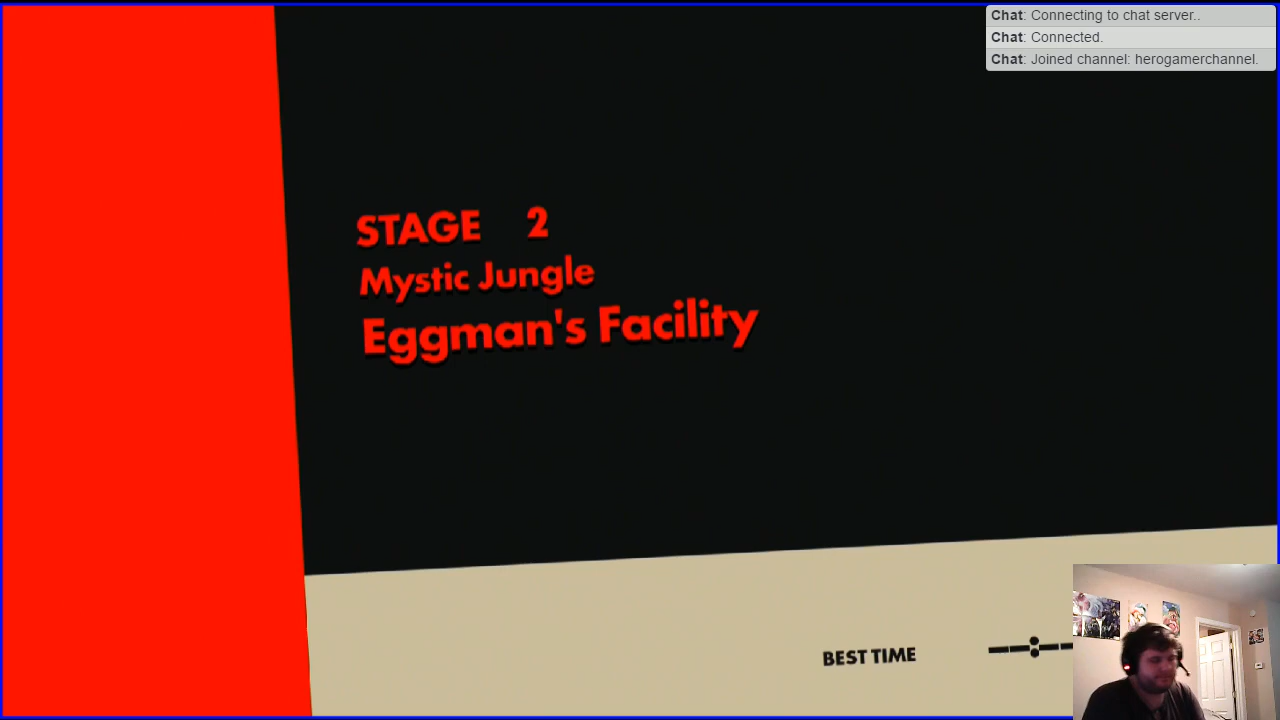 Chat: Connecting to chat server..
Chat: Connected.
Chat: Joined channel: herogamerchannel.
STAGE 2
Mystic Jungle
Eggman's Facility
BEST TIME